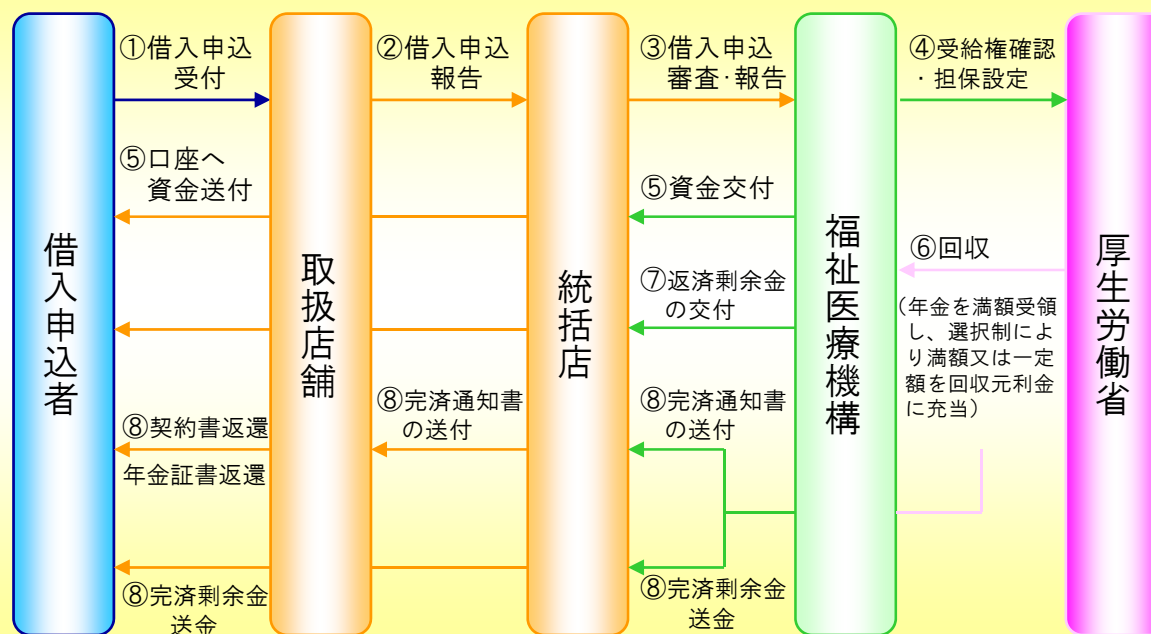 ①借入申込
受付
②借入申込
報告
③借入申込
審査･報告
④受給権確認
・担保設定
⑤口座へ
資金送付
⑤資金交付
⑥回収
（年金を満額受領
し、選択制によ
り満額又は一定
額を回収元利金
に充当）
⑦返済剰余金
の交付
⑧契約書返還
年金証書返還
⑧完済通知書
の送付
⑧完済通知書
の送付
⑧完済剰余金
送金
⑧完済剰余金
送金
借入申込者
取扱店舗
統括店
福祉医療機構
厚生労働省